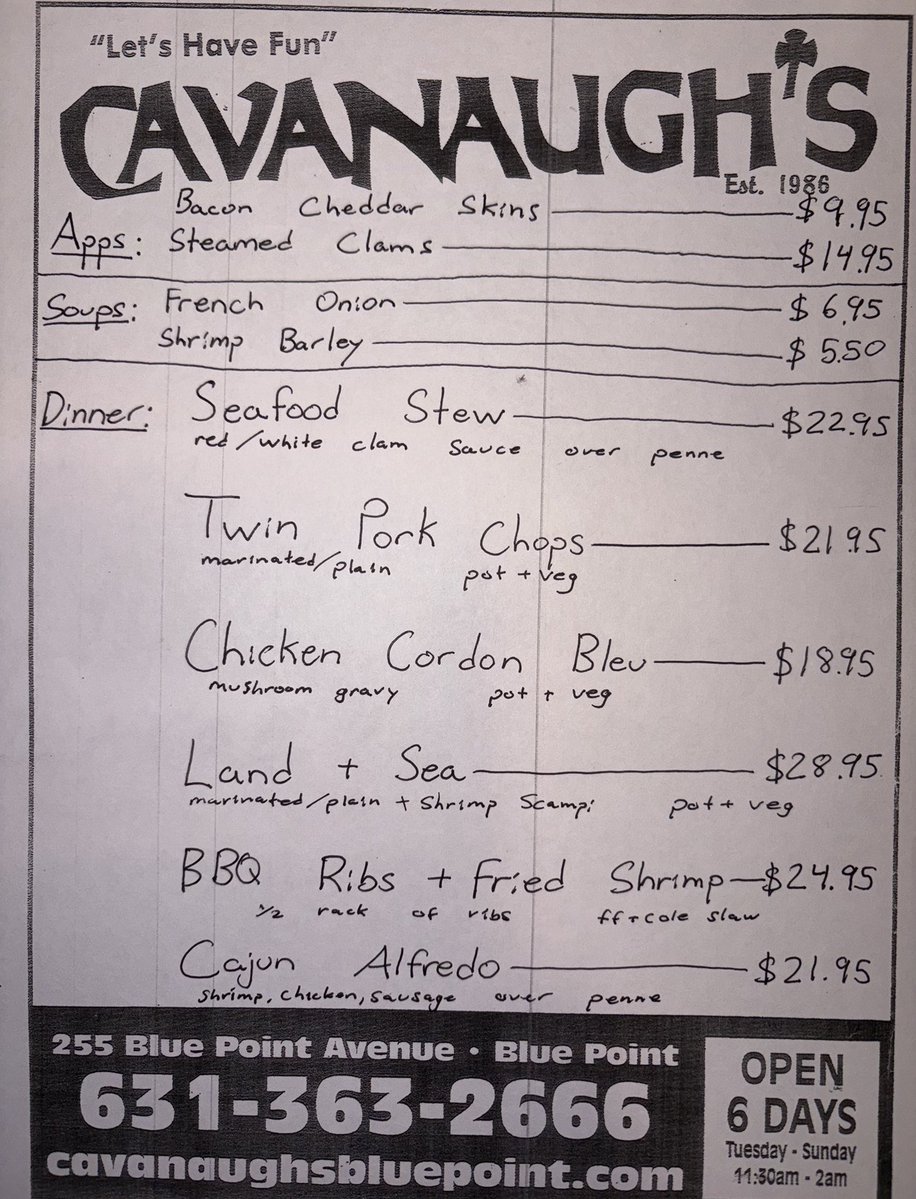 "Let's Have Fun"
CAVANAUGH'S
Est. 1986
Bacon Cheddar Skins $9.95
Apps: Steamed Clams $14.95
Soups: French Onion $6.95
Shrimp Barley $5.50
Dinner: Seafood Stew $22.95
red/white clam sauce over penne
Twin Pork Chops $21.95
marinated/plain pot + veg
Chicken Cordon Bleu $18.95
mushroom gravy pot + veg
Land + Sea $28.95
marinated/plain + Shrimp Scampi pot + veg
BBQ Ribs + Fried Shrimp $24.95
1/2 rack of ribs ff + cole slaw
Cajun Alfredo $21.95
Shrimp, Chicken, Sausage over penne
255 Blue Point Avenue • Blue Point
631-363-2666
cavanaughsbluepoint.com
OPEN
6 DAYS
Tuesday - Sunday
11:30am - 2am